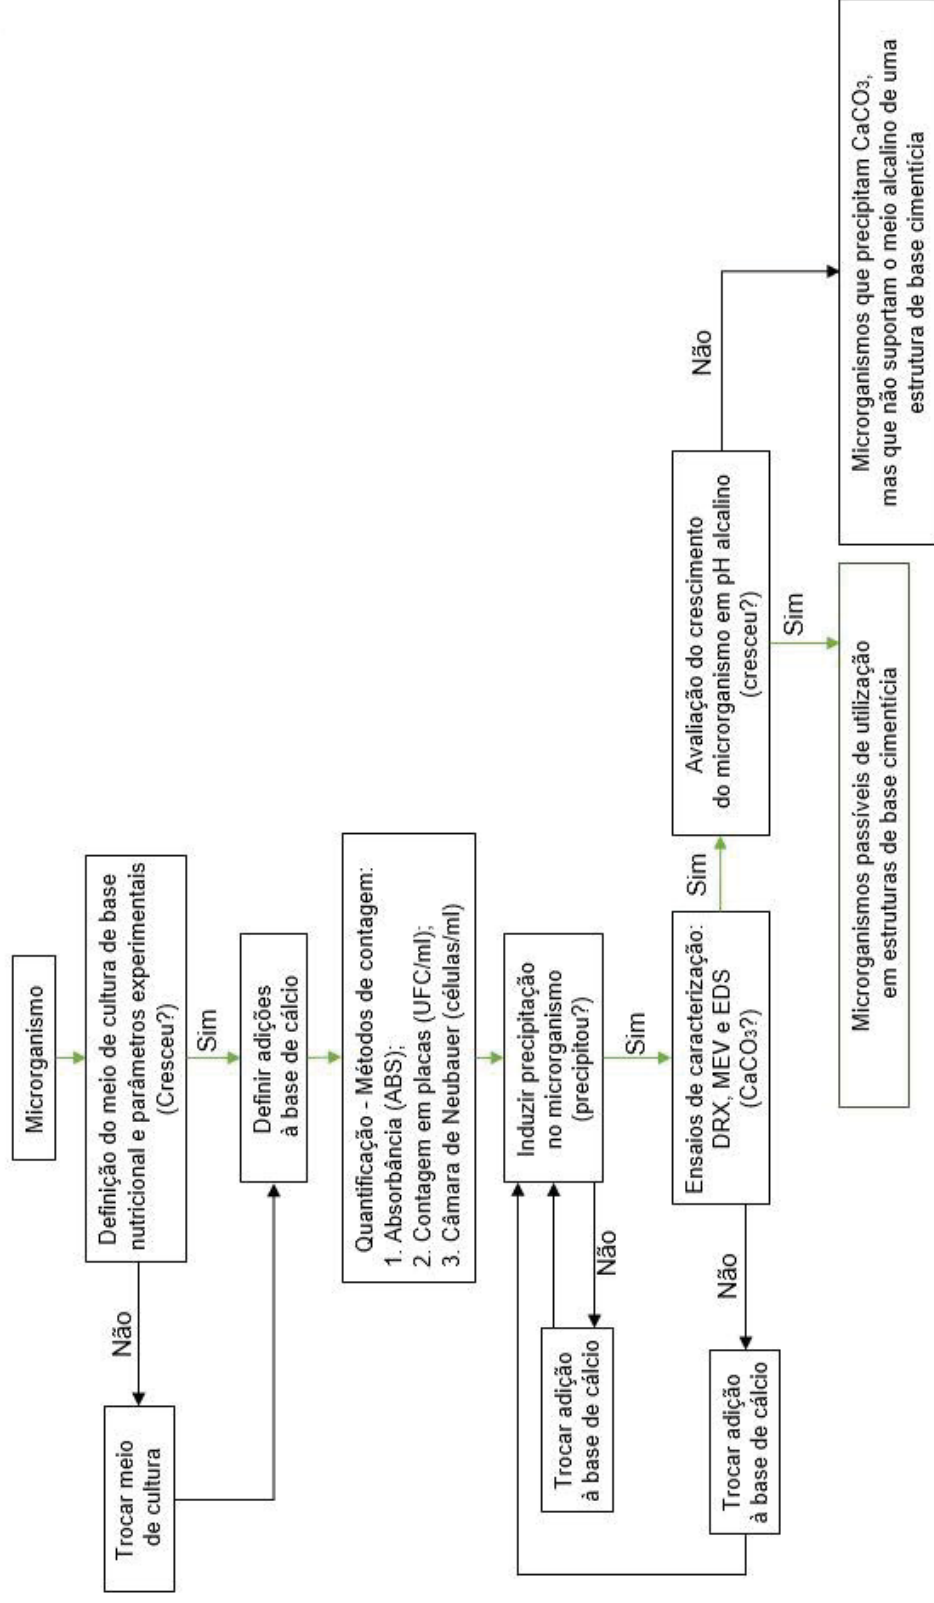 Microrganismo
Definição do meio de cultura de base
nutricional e parâmetros experimentais
(Cresceu?)
Não
Trocar meio
de cultura
Sim
Definir adições
à base de cálcio
Quantificação - Métodos de contagem:
1. Absorbância (ABS);
2. Contagem em placas (UFC/ml);
3. Câmara de Neubauer (células/ml)
Induzir precipitação
no microrganismo
(precipitou?)
Não
Trocar adição
à base de cálcio
Sim
Ensaios de caracterização:
DRX, MEV e EDS
(CaCO₃?)
Não
Trocar adição
à base de cálcio
Sim
Avaliação do crescimento
do microrganismo em pH alcalino
(cresceu?)
Não
Sim
Microrganismos passíveis de utilização
em estruturas de base cimentícia
Microrganismos que precipitam CaCO₃,
mas que não suportam o meio alcalino de uma
estrutura de base cimentícia